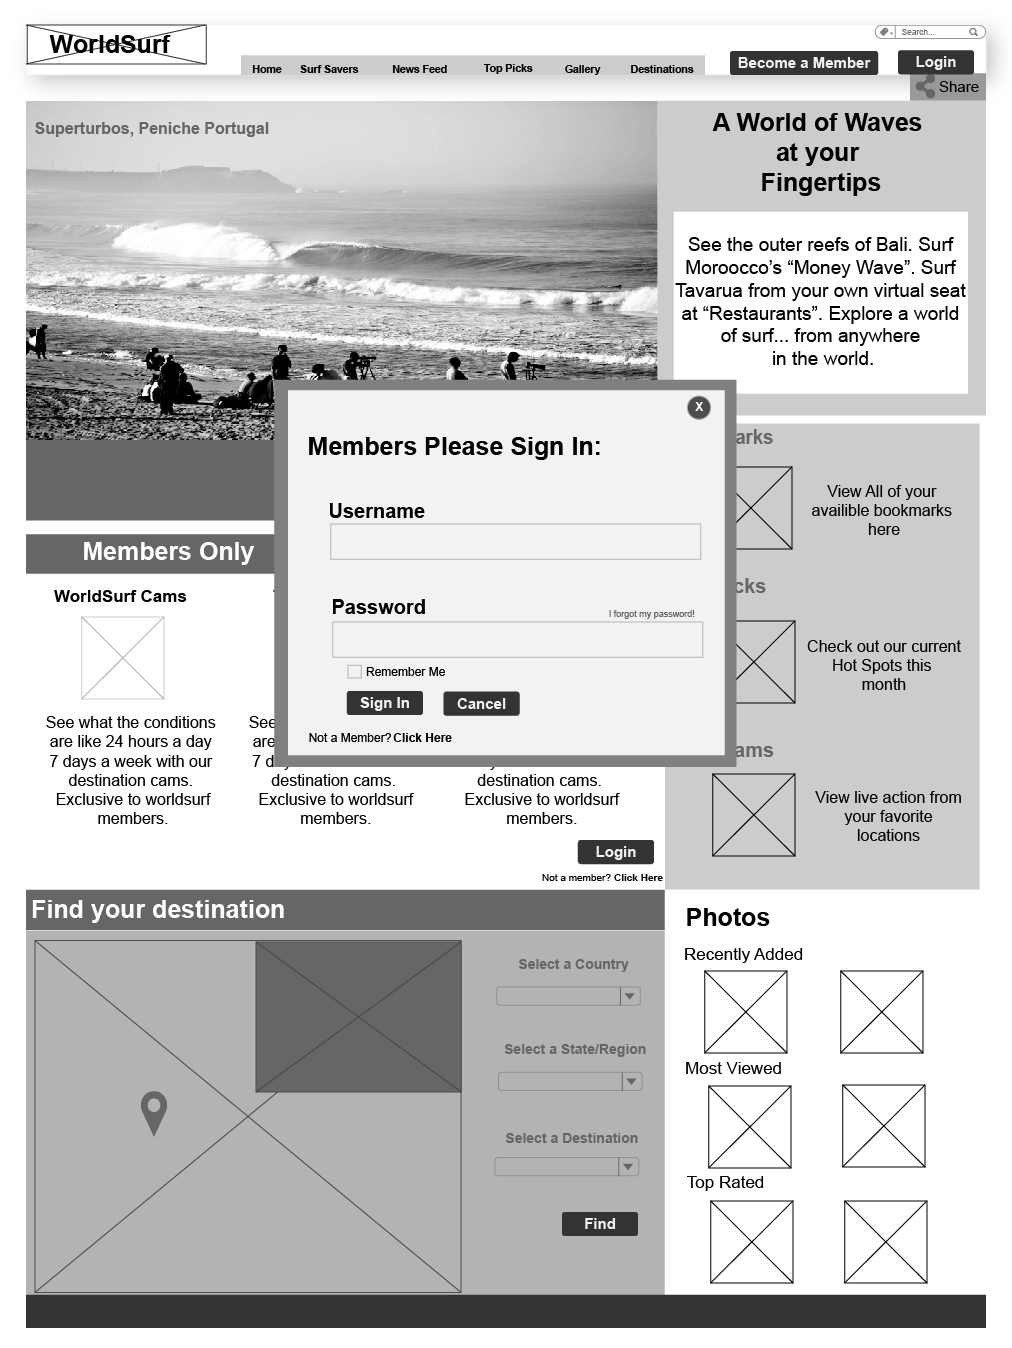 WorldSurf
Search...
Home Surf Savers News Feed Top Picks Gallery Destinations
Become a Member
Login
Share
Superturbos, Peniche Portugal
A World of Waves
at your
Fingertips
See the outer reefs of Bali. Surf
Moroocco’s “Money Wave”. Surf
Tavarua from your own virtual seat
at “Restaurants”. Explore a world
of surf... from anywhere
in the world.
X
Members Please Sign In:
Username
Password
I forgot my password!
Remember Me
Sign In
Cancel
Not a Member? Click Here
View All of your
availible bookmarks
here
Check out our current
Hot Spots this
month
View live action from
your favorite
locations
Members Only
WorldSurf Cams
See what the conditions
are like 24 hours a day
7 days a week with our
destination cams.
Exclusive to worldsurf
members.
See
are
7
destination cams.
Exclusive to worldsurf
members.
destination cams.
Exclusive to worldsurf
members.
Login
Not a member? Click Here
Find your destination
Select a Country
Select a State/Region
Select a Destination
Find
Photos
Recently Added
Most Viewed
Top Rated